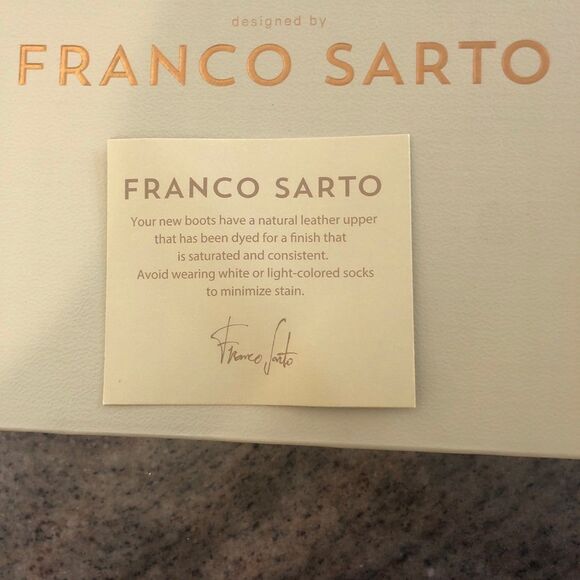 designed by
FRANCO SARTO
FRANCO SARTO
Your new boots have a natural leather upper
that has been dyed for a finish that
is saturated and consistent.
Avoid wearing white or light-colored socks
to minimize stain.
Franco Sarto